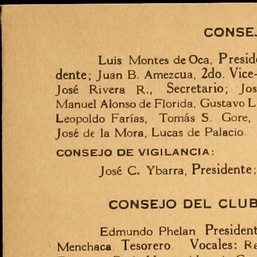 CONSEJ
Luis Montes de Oca, Presid
dente; Juan B. Amezcua, 2do. Vice-
José Rivera R., Secretario; Jos
Manuel Alonso de Florida, Gustavo L
Leopoldo Farías, Tomás S. Gore,
José de la Mora, Lucas de Palacio.
CONSEJO DE VIGILANCIA:
José C. Ybarra, Presidente;
CONSEJO DEL CLUB
Edmundo Phelan President
Menchaca Tesorero. Vocales: Ra